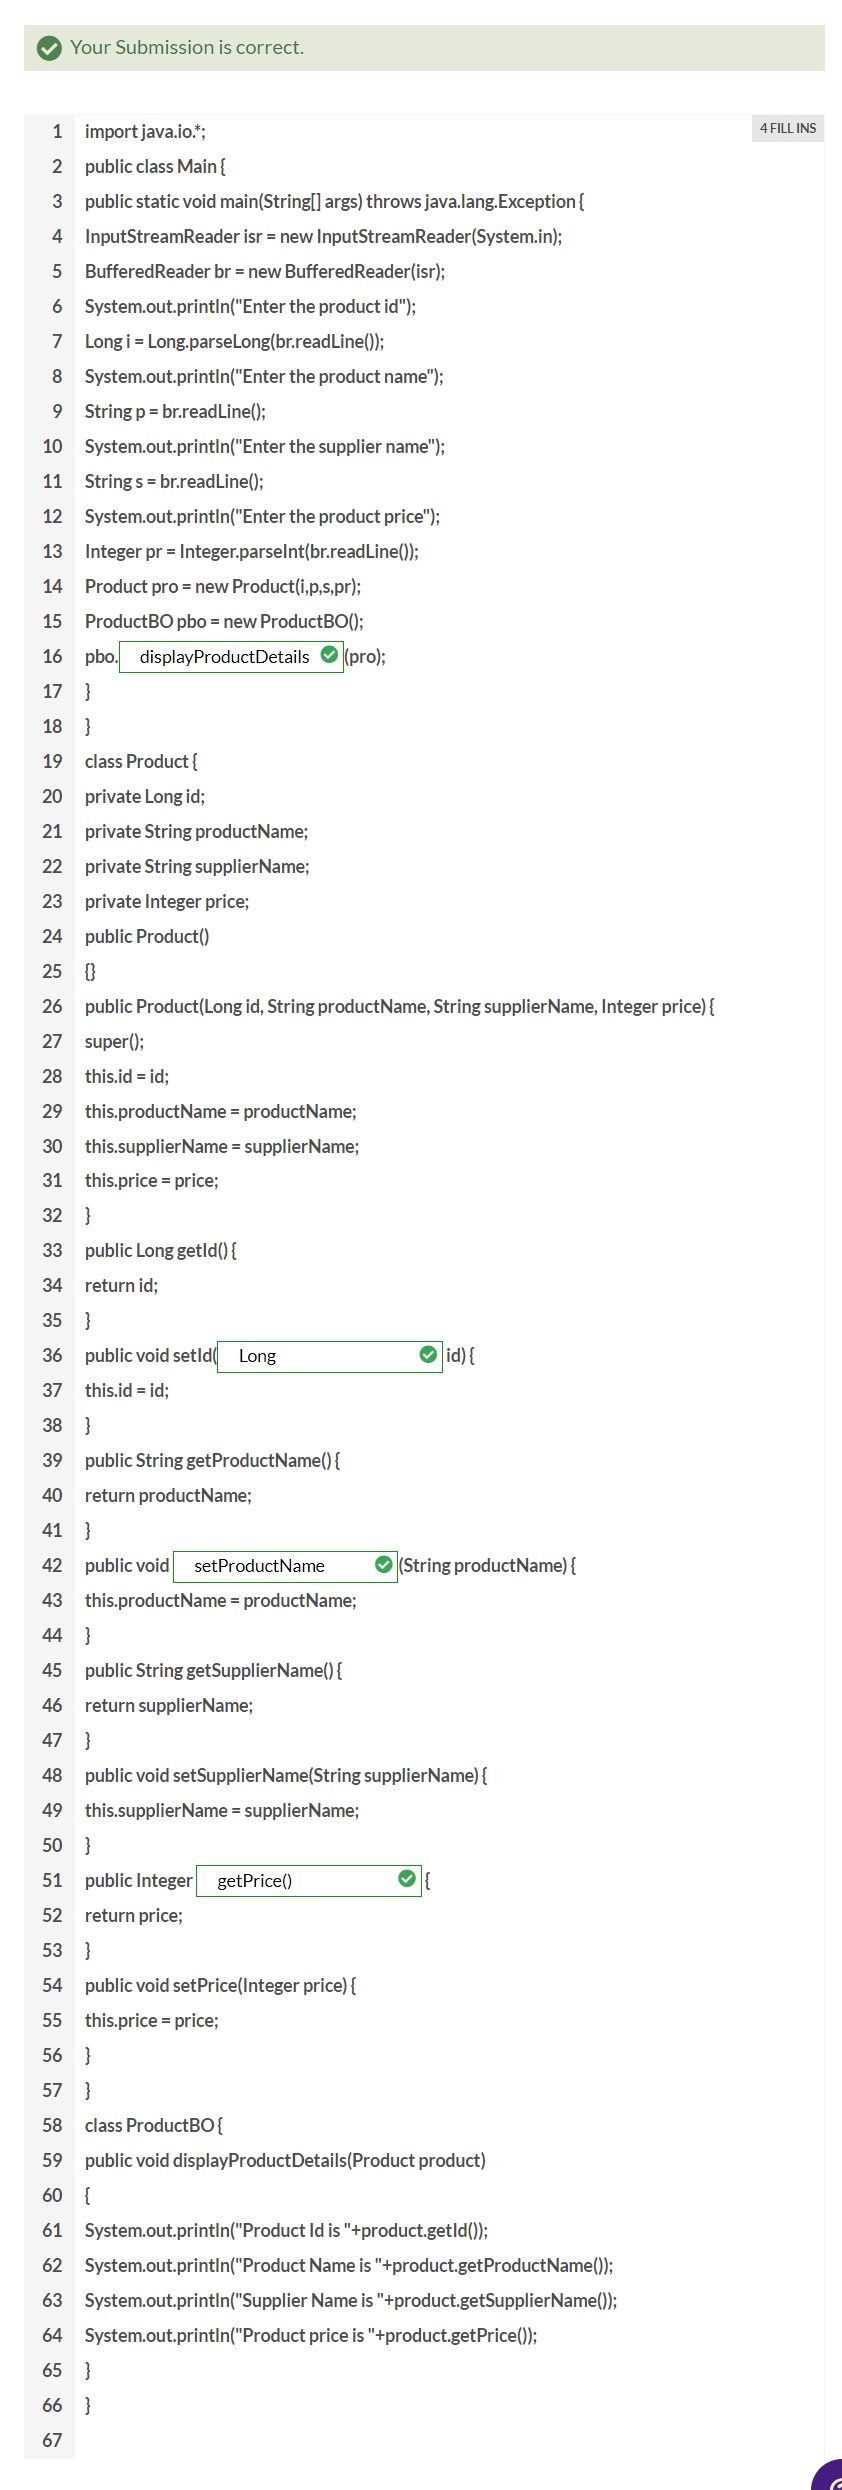 Your Submission is correct.
4 FILL INS
1 import java.io.*;
2 public class Main {
3 public static void main(String[] args) throws java.lang.Exception {
4 InputStreamReader isr = new InputStreamReader(System.in);
5 BufferedReader br = new BufferedReader(isr);
6 System.out.println("Enter the product id");
7 Long i = Long.parseLong(br.readLine());
8 System.out.println("Enter the product name");
9 String p = br.readLine();
10 System.out.println("Enter the supplier name");
11 String s = br.readLine();
12 System.out.println("Enter the product price");
13 Integer pr = Integer.parseInt(br.readLine());
14 Product pro = new Product(i,p,s,pr);
15 ProductBO pbo = new ProductBO();
16 pbo. displayProductDetails (pro);
17 }
18 }
19 class Product {
20 private Long id;
21 private String productName;
22 private String supplierName;
23 private Integer price;
24 public Product()
25 {}
26 public Product(Long id, String productName, String supplierName, Integer price) {
27 super();
28 this.id = id;
29 this.productName = productName;
30 this.supplierName = supplierName;
31 this.price = price;
32 }
33 public Long getId() {
34 return id;
35 }
36 public void setId( Long id) {
37 this.id = id;
38 }
39 public String getProductName() {
40 return productName;
41 }
42 public void setProductName (String productName) {
43 this.productName = productName;
44 }
45 public String getSupplierName() {
46 return supplierName;
47 }
48 public void setSupplierName(String supplierName) {
49 this.supplierName = supplierName;
50 }
51 public Integer getPrice() {
52 return price;
53 }
54 public void setPrice(Integer price) {
55 this.price = price;
56 }
57 }
58 class ProductBO {
59 public void displayProductDetails(Product product)
60 {
61 System.out.println("Product Id is "+product.getId());
62 System.out.println("Product Name is "+product.getProductName());
63 System.out.println("Supplier Name is "+product.getSupplierName());
64 System.out.println("Product price is "+product.getPrice());
65 }
66 }
67